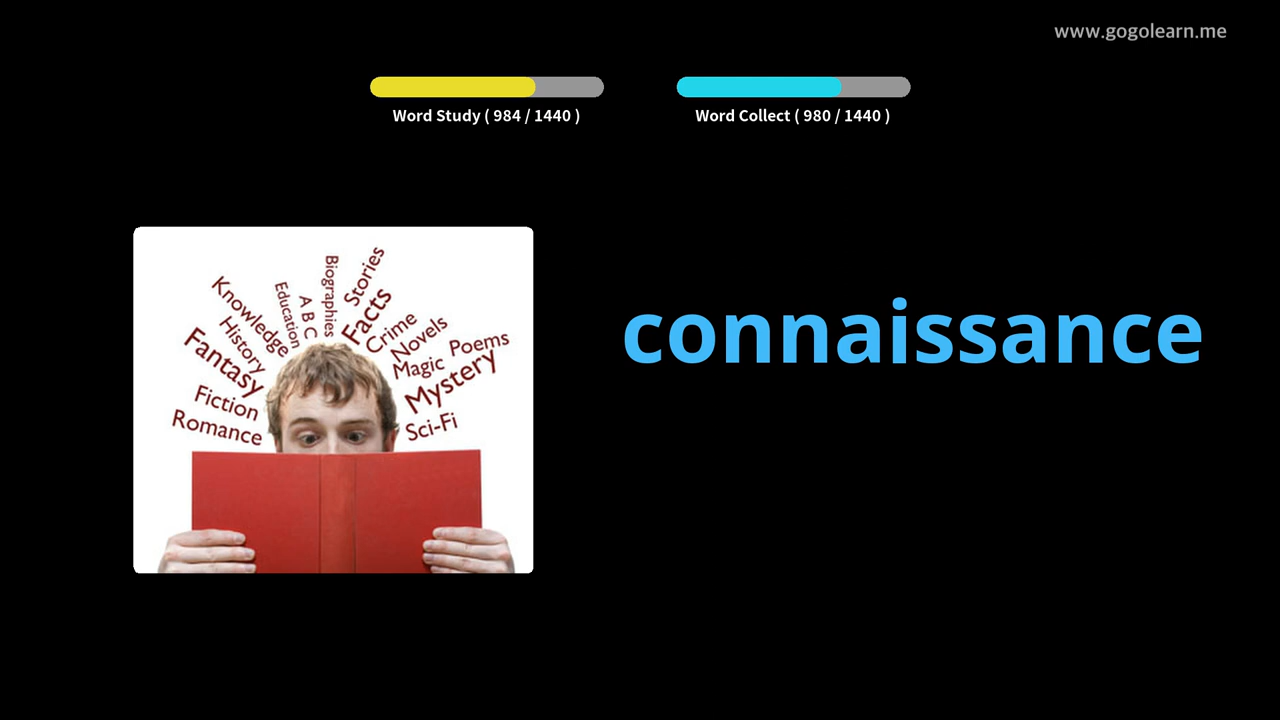 www.gogolearn.me
Word Study ( 984 / 1440 )
Word Collect ( 980 / 1440 )
Romance
Fiction
Fantasy
History
Knowledge
Education
A B C
Biographies
Stories
Facts
Crime
Novels
Magic
Poems
Mystery
Sci-Fi
connaissance